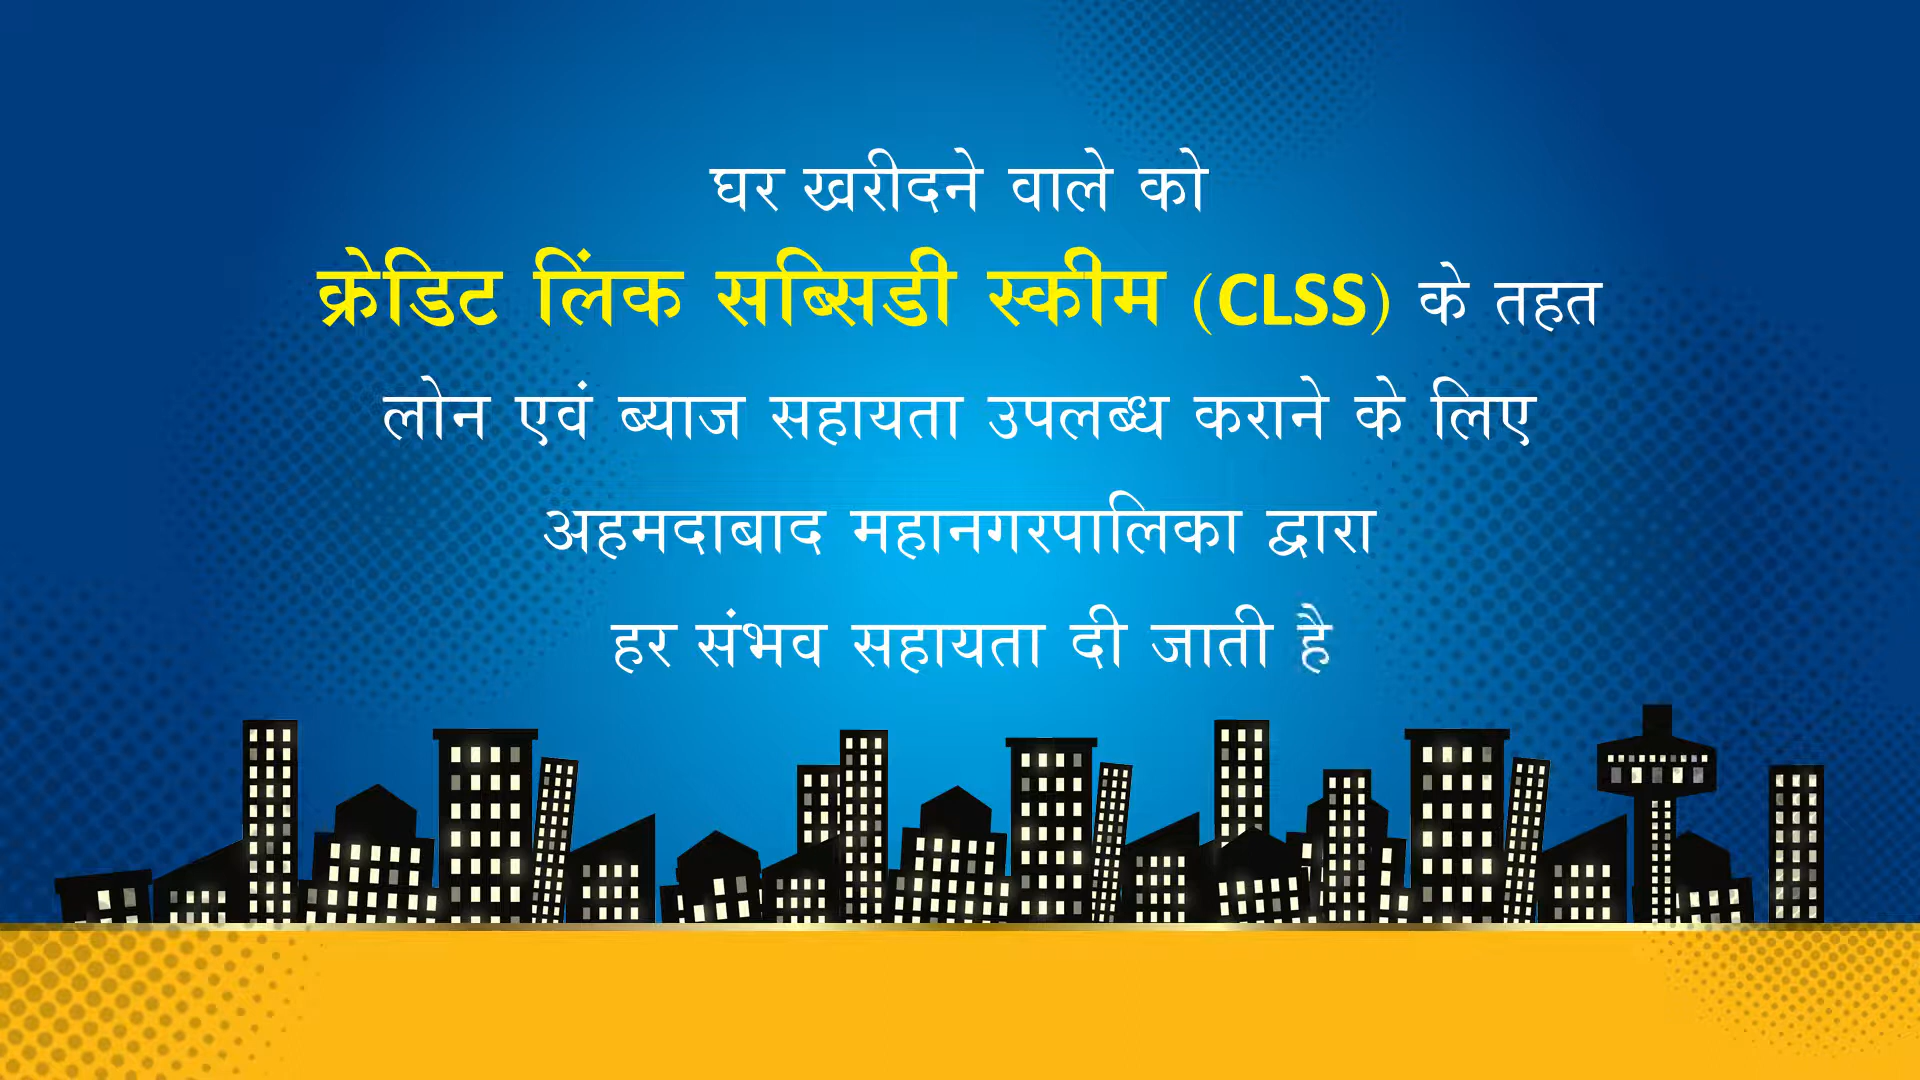 घर खरीदने वाले को
क्रेडिट लिंक सब्सिडी स्कीम (CLSS) के तहत
लोन एवं ब्याज सहायता उपलब्ध कराने के लिए
अहमदाबाद महानगरपालिका द्वारा
हर संभव सहायता दी जाती है